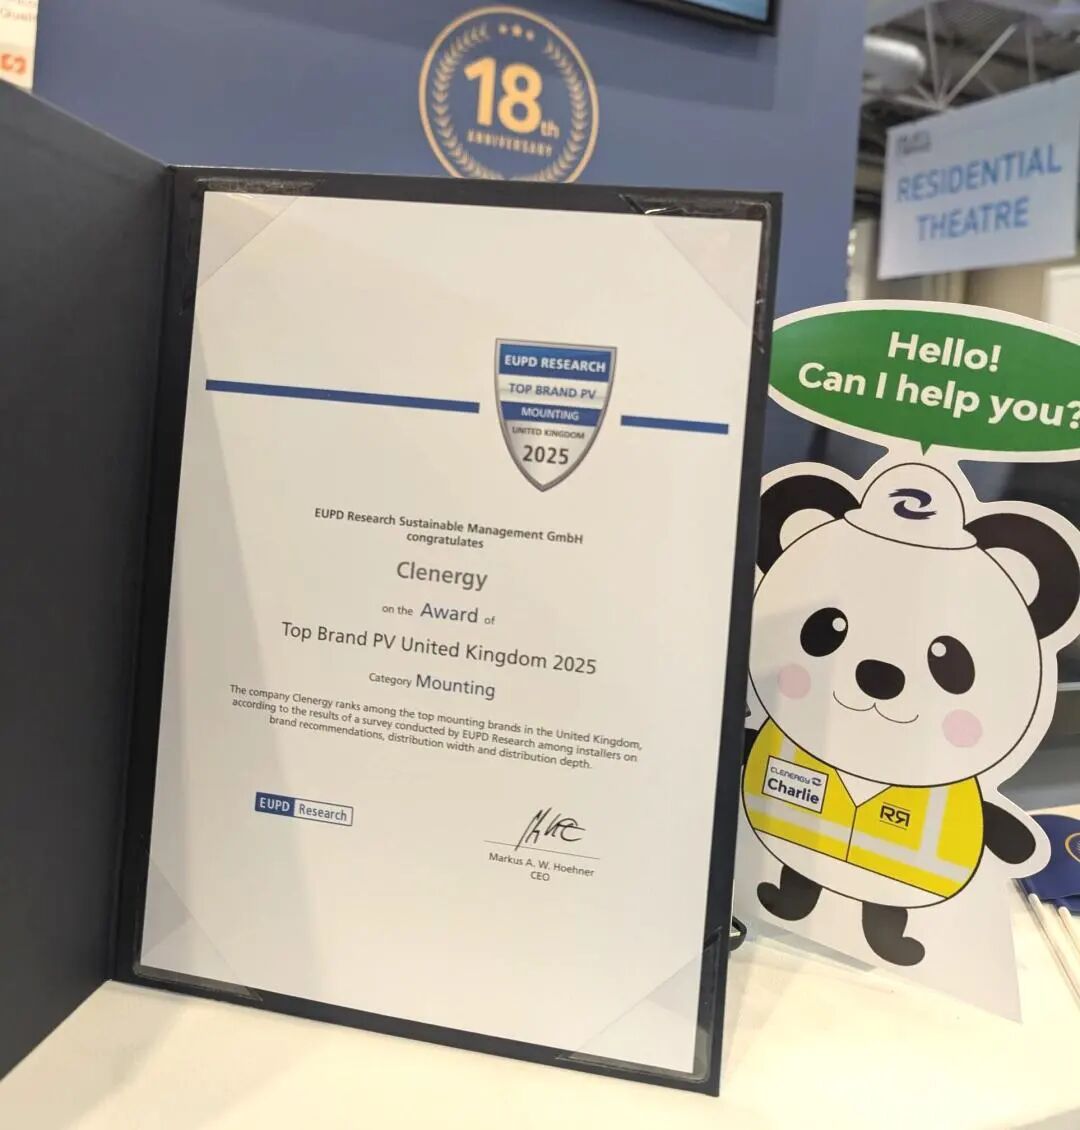 18th
ANNIVERSARY
RESIDENTIAL
THEATRE
Hello!
Can I help you?
EUPD RESEARCH
TOP BRAND PV
MOUNTING
UNITED KINGDOM
2025
EUPD Research Sustainable Management GmbH
congratulates
Clenergy
on the Award of
Top Brand PV United Kingdom 2025
Category Mounting
The company Clenergy ranks among the top mounting brands in the United Kingdom,
according to the results of a survey conducted by EUPD Research among installers on
brand recommendations, distribution width and distribution depth.
EUPD Research
Markus A. W. Hoehner
CEO
CLENERGY
Charlie